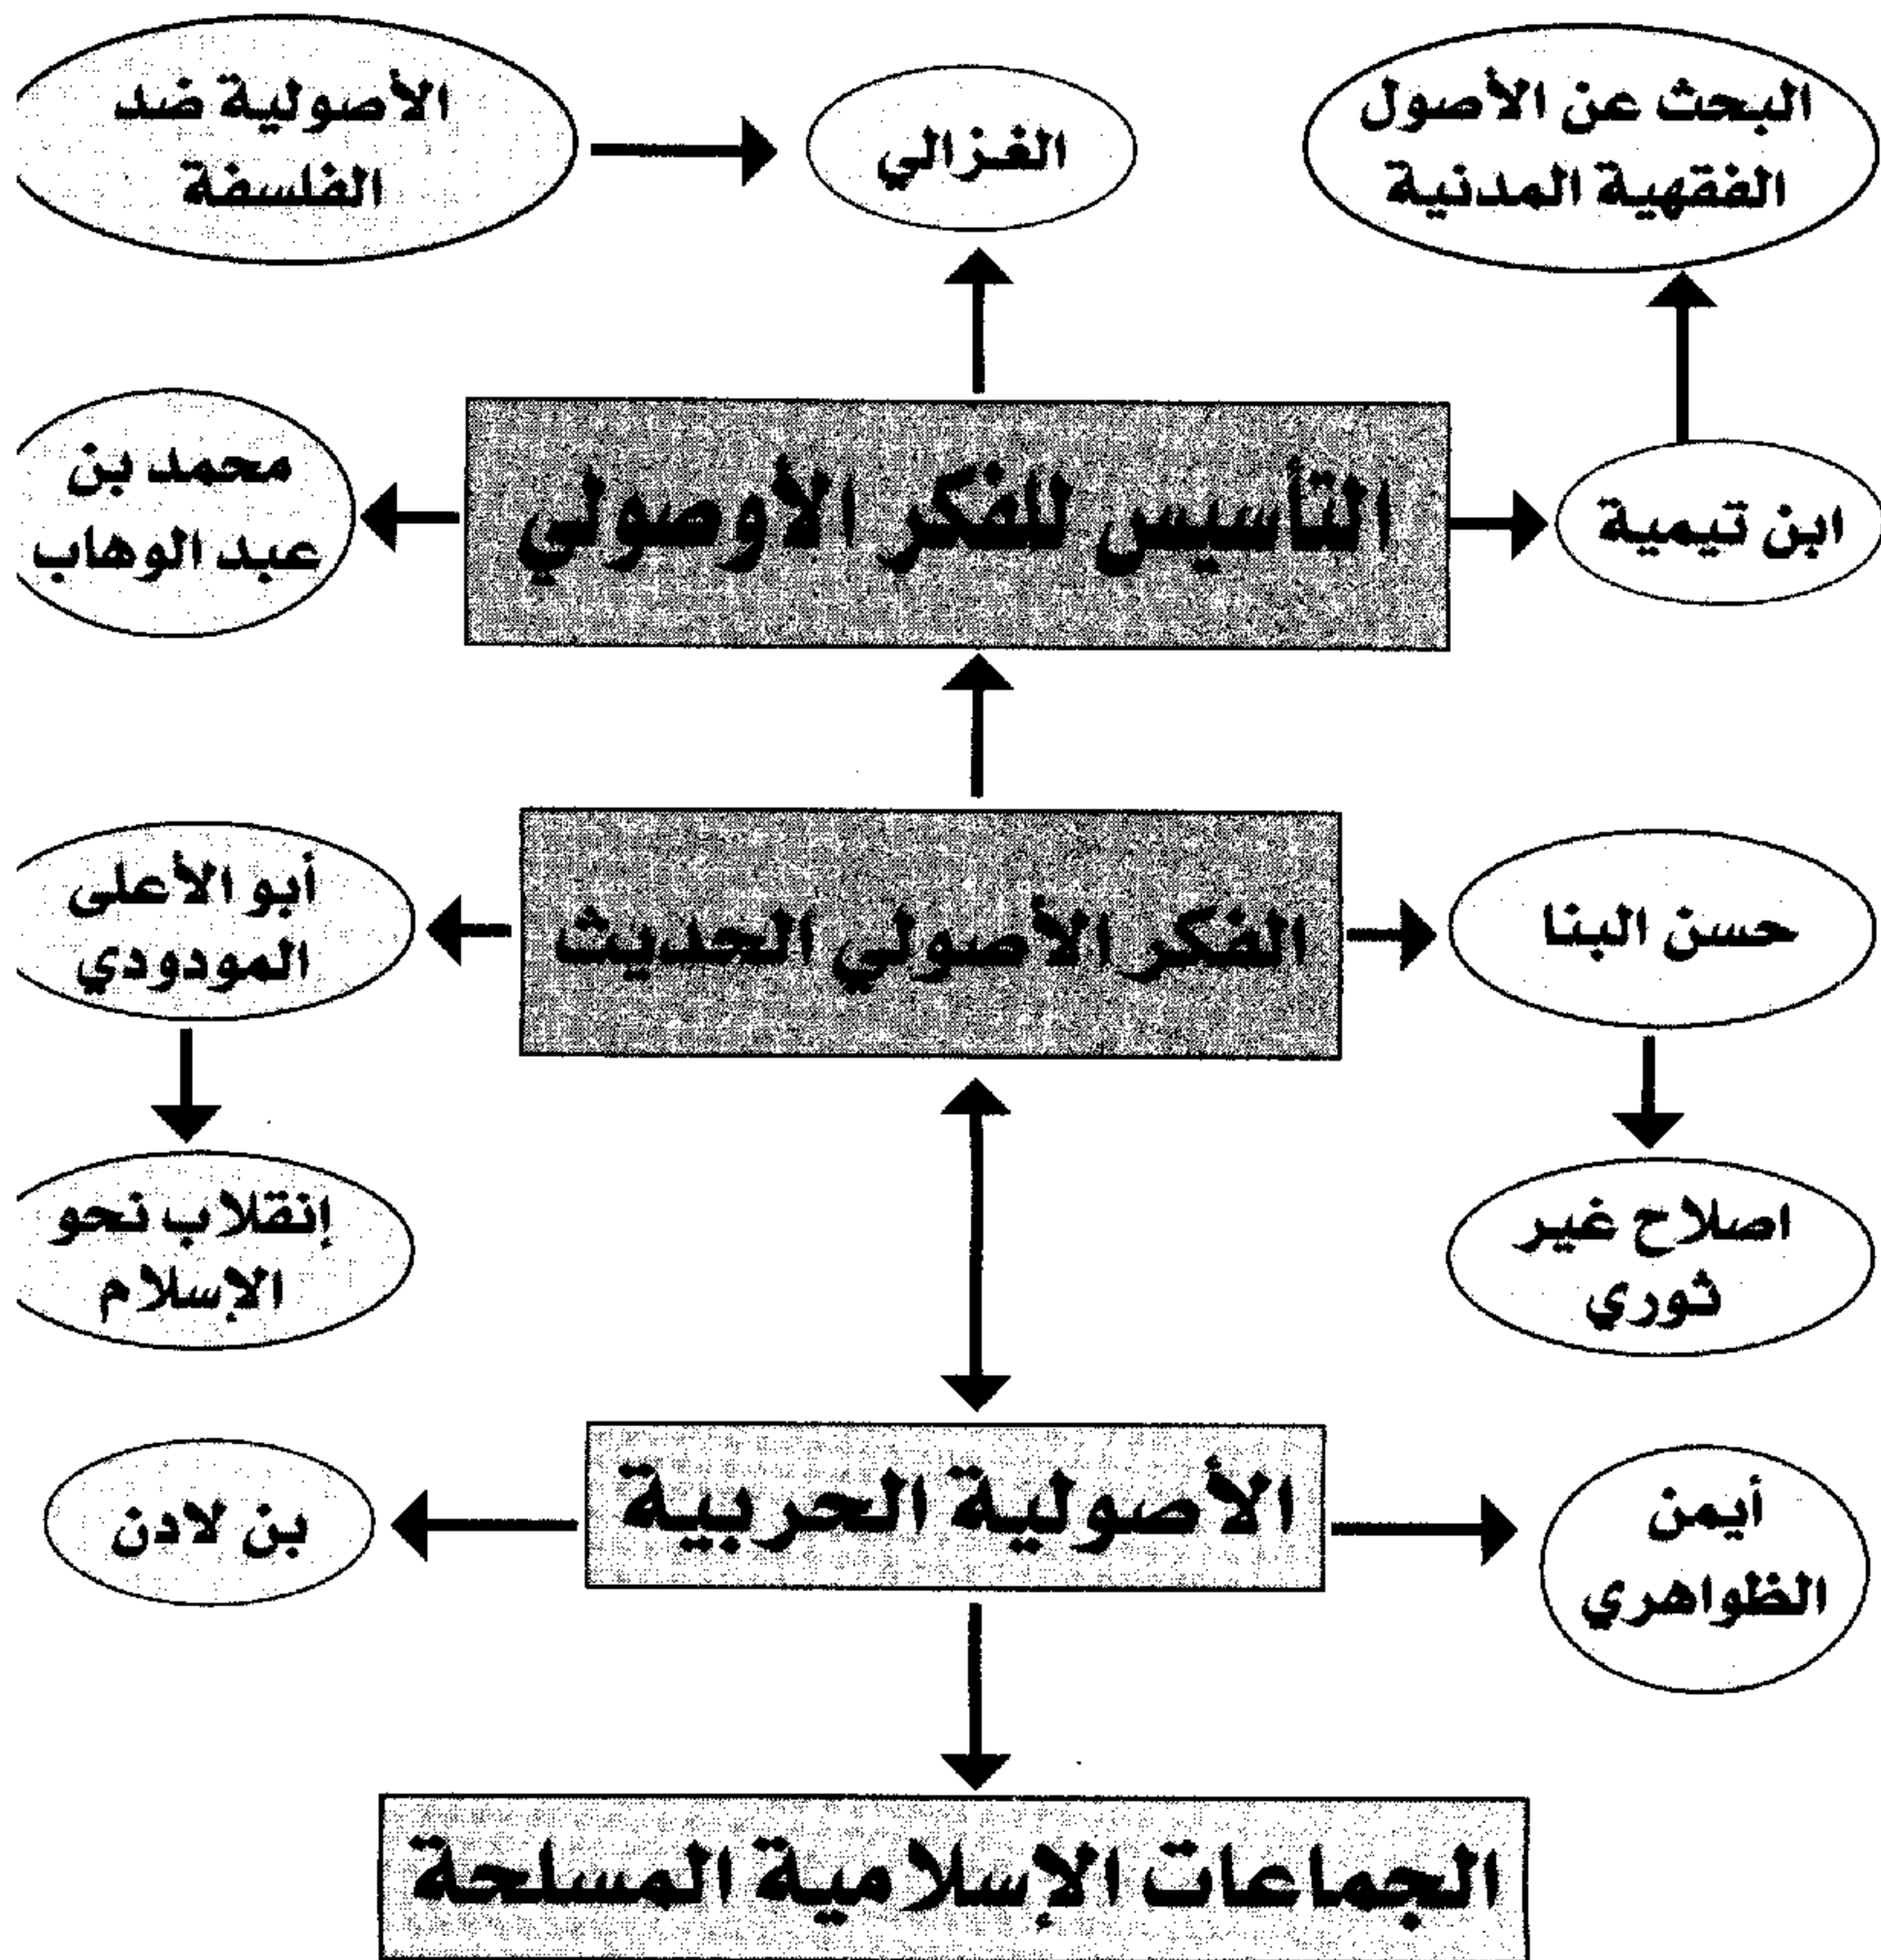 البحث عن الأصول
الفقهية المدنية
الغزالي
الأصولية ضد
الفلسفة
ابن تيمية
التأسيس للفكر الأوصولي
محمد بن
عبد الوهاب
حسن البنا
الفكر الأصولي الحديث
أبو الأعلى
المودودي
اصلاح غير
ثوري
إنقلاب نحو
الإسلام
أيمن
الظواهري
الأصولية الحربية
بن لادن
الجماعات الإسلامية المسلحة